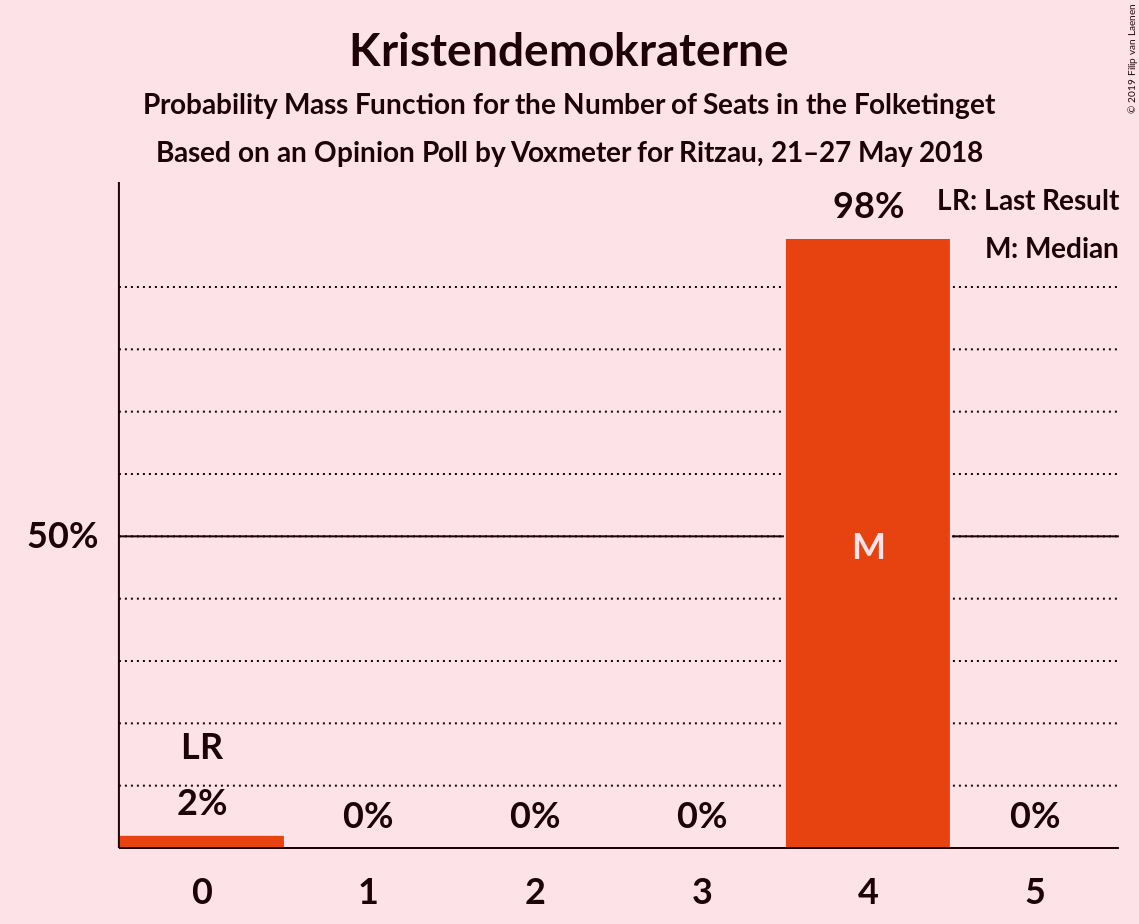 Kristendemokraterne
Probability Mass Function for the Number of Seats in the Folketinget
Based on an Opinion Poll by Voxmeter for Ritzau, 21–27 May 2018
© 2019 Filip van Laenen
LR: Last Result
M: Median
98%
50%
M
LR
2%
0%
0%
0%
0%
0
1
2
3
4
5